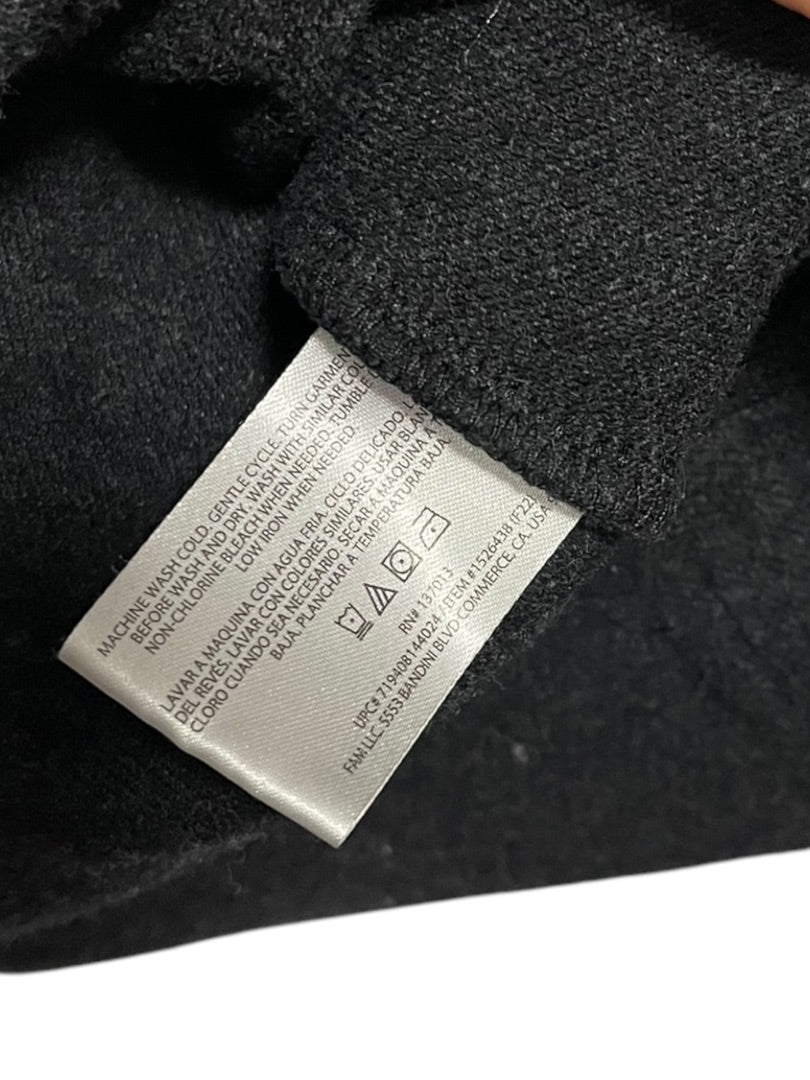 MACHINE WASH COLD. GENTLE CYCLE. TURN GARMENT
BEFORE WASH AND DRY. WASH WITH SIMILAR
NON-CHLORINE BLEACH WHEN NEEDED. TUMBLE
LOW IRON WHEN NEEDED
LAVAR A MAQUINA CON AGUA FRIA. CICLO DELICADO.
DEL REVÉS. LAVAR CON COLORES SIMILARES. USAR
CLORO CUANDO SEA NECESARIO. SECAR A MAQUINA A
BAJA. PLANCHAR A TEMPERATURA BAJA.
RN# 137013
UPC# 719408144024 / ITEM #1526438 (F22)
FAM LLC. 5553 BANDINI BLVD COMMERCE, CA. USA